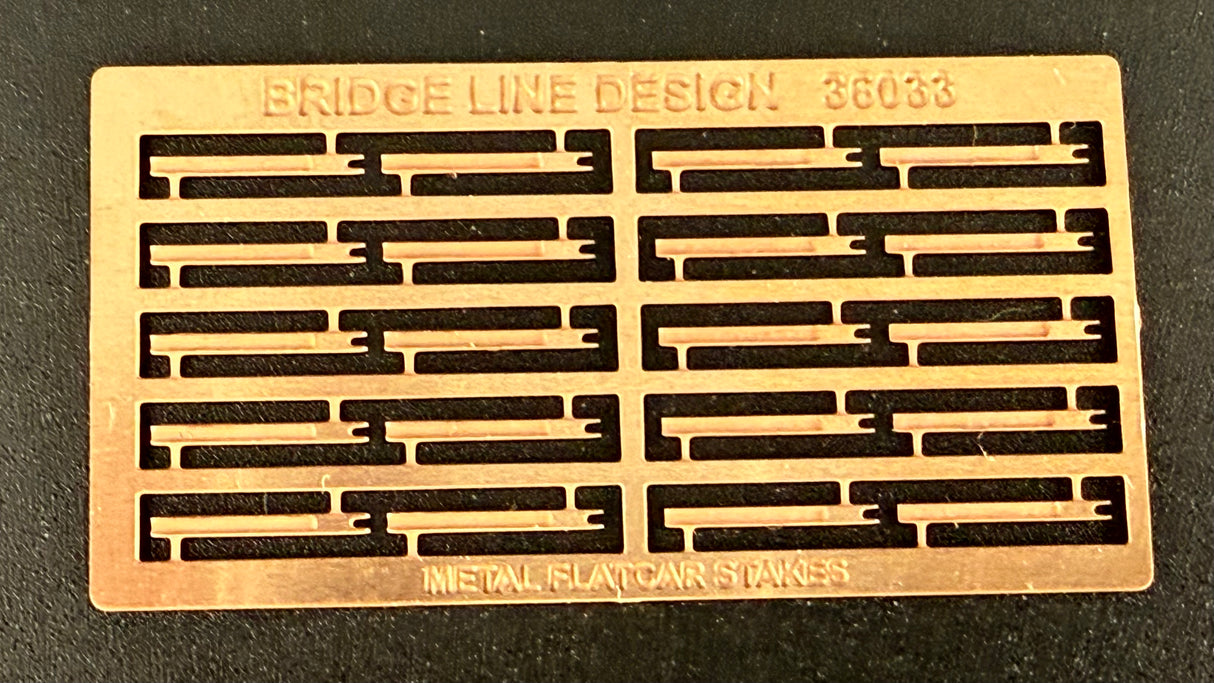 BRIDGE LINE DESIGN 36033
METAL FLATCAR STAKES